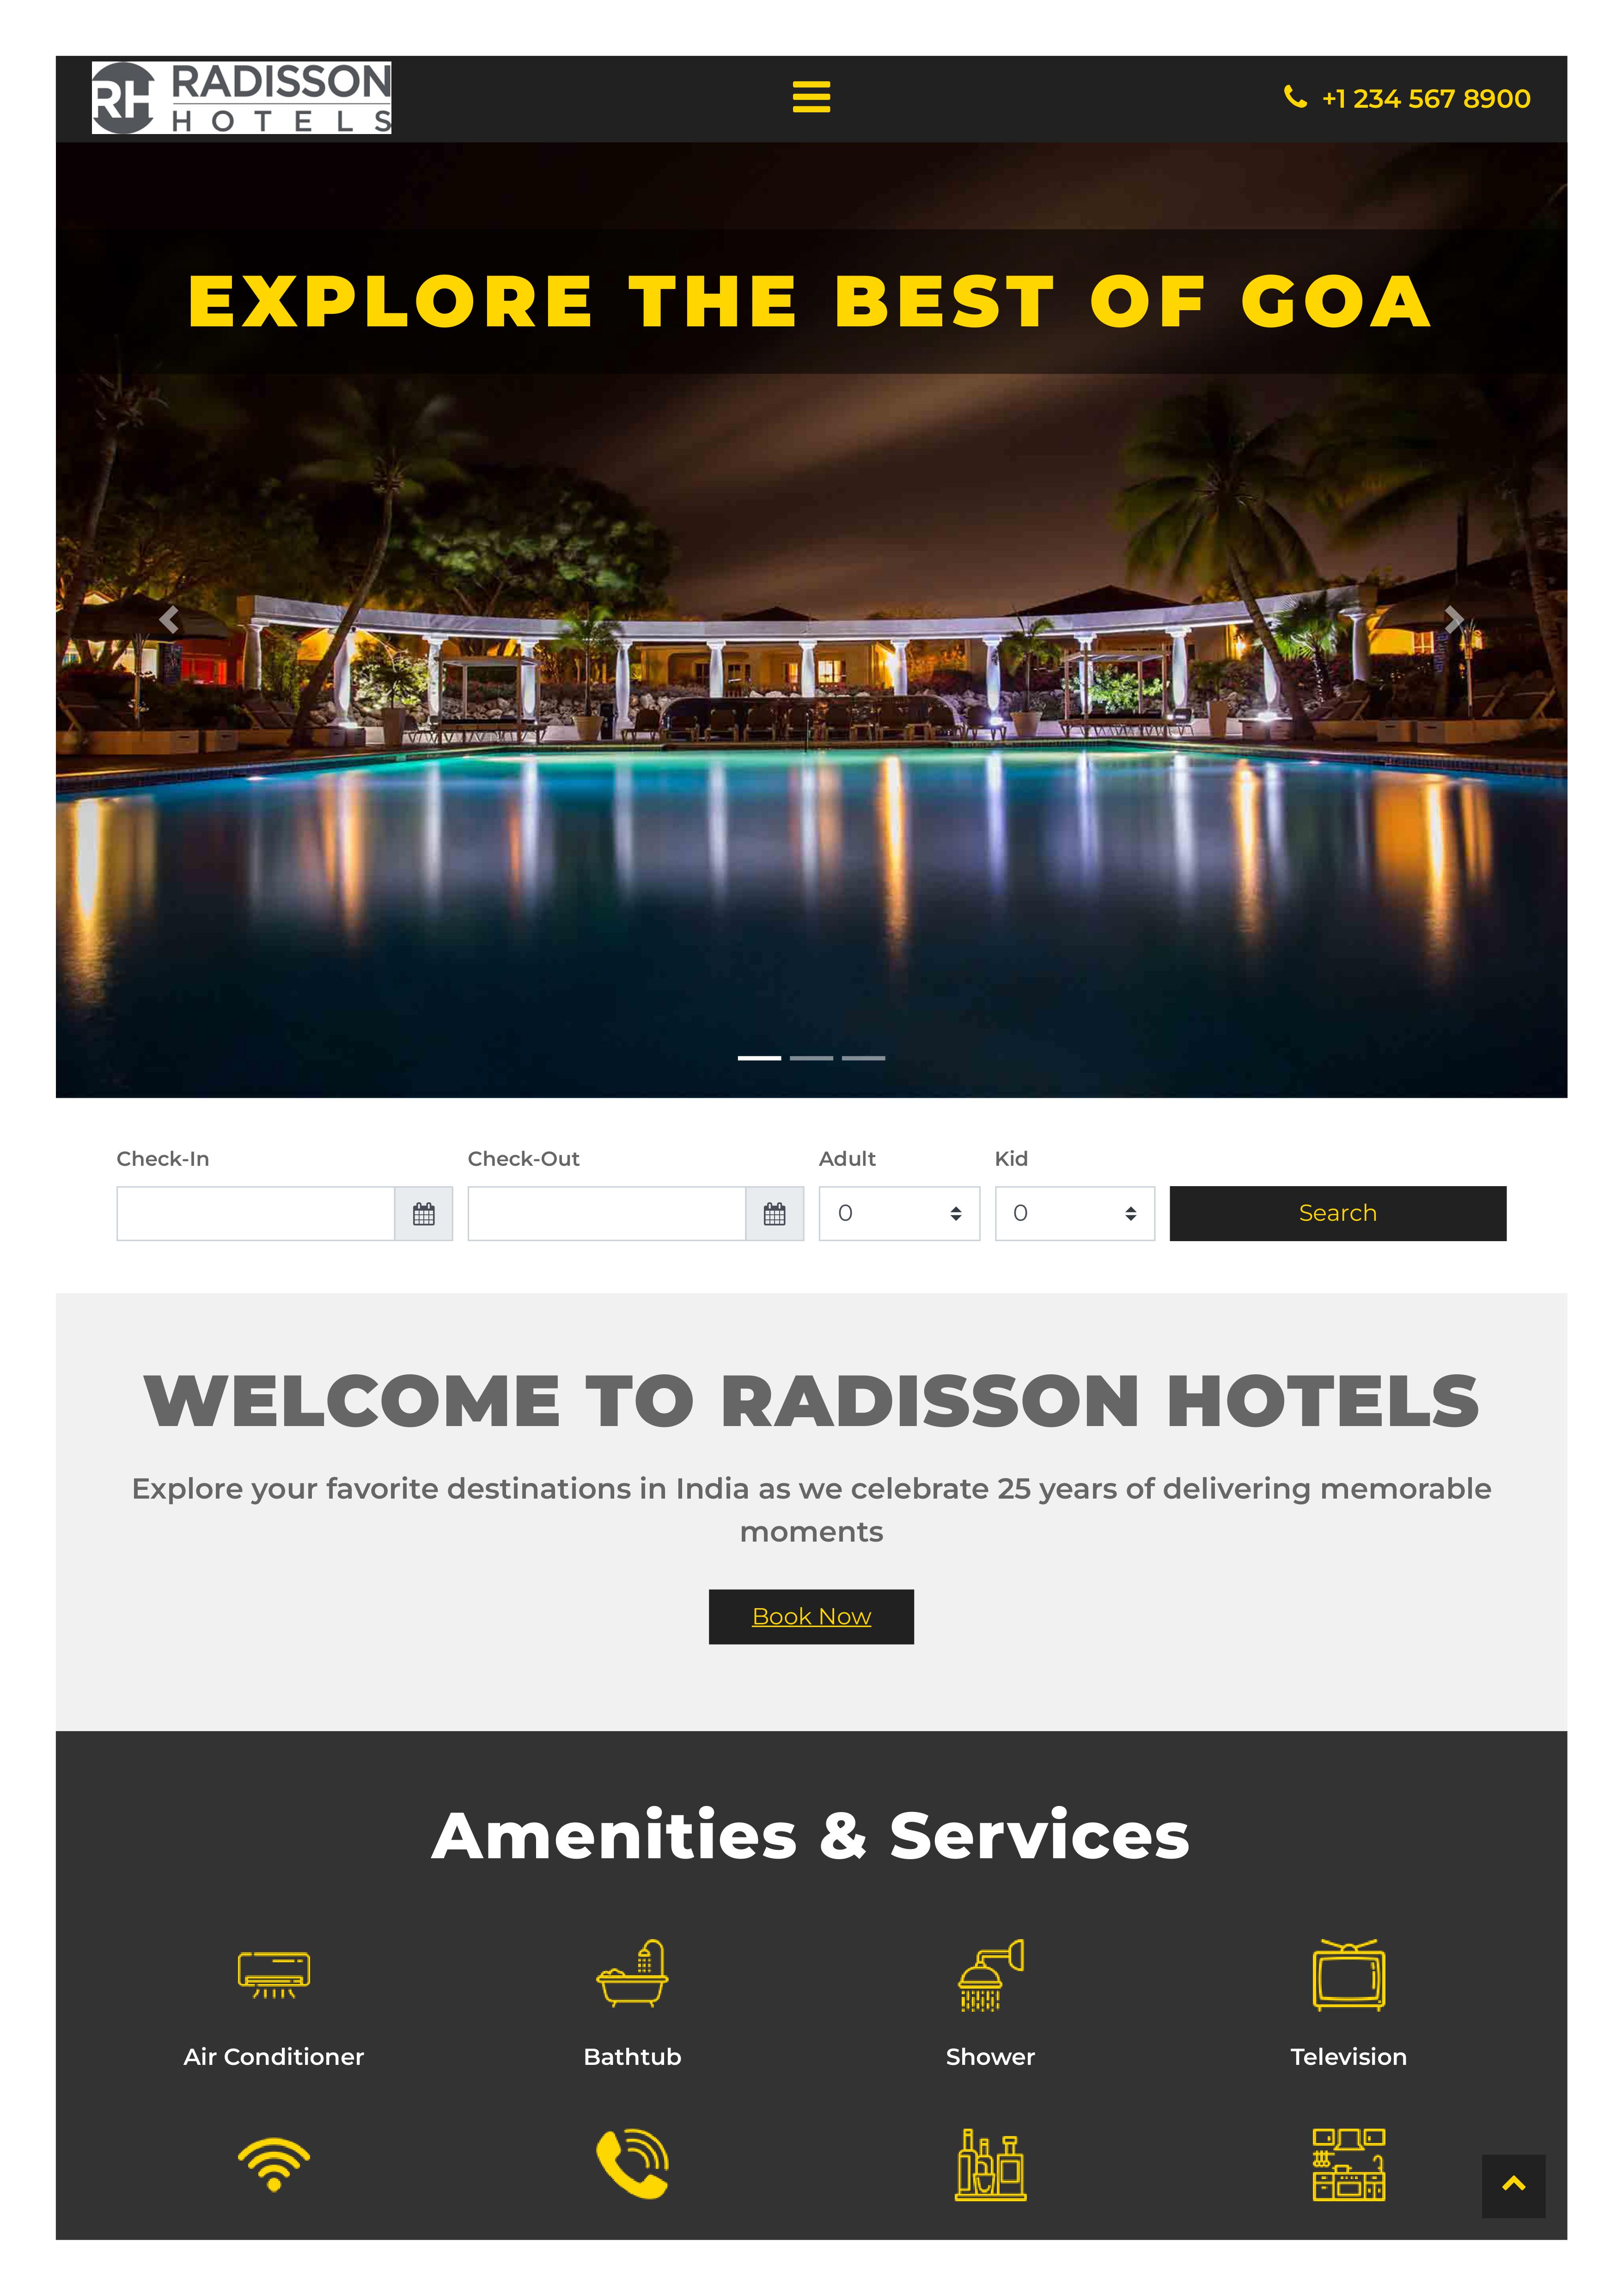 RH RADISSON
HOTELS
+1 234 567 8900
EXPLORE THE BEST OF GOA
Check-In
Check-Out
Adult
Kid
0
0
Search
WELCOME TO RADISSON HOTELS
Explore your favorite destinations in India as we celebrate 25 years of delivering memorable
moments
Book Now
Amenities & Services
Air Conditioner
Bathtub
Shower
Television